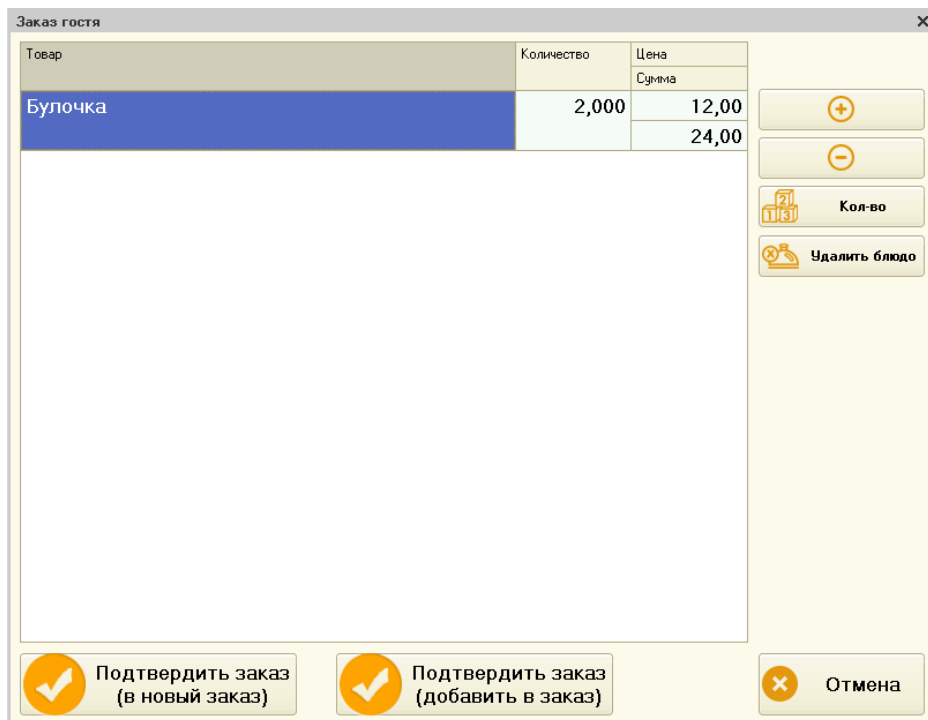 Заказ гостя
Товар Количество Цена
Сумма
Булочка 2,000 12,00
24,00
Кол-во
Удалить блюдо
Подтвердить заказ
(в новый заказ)
Подтвердить заказ
(добавить в заказ)
Отмена